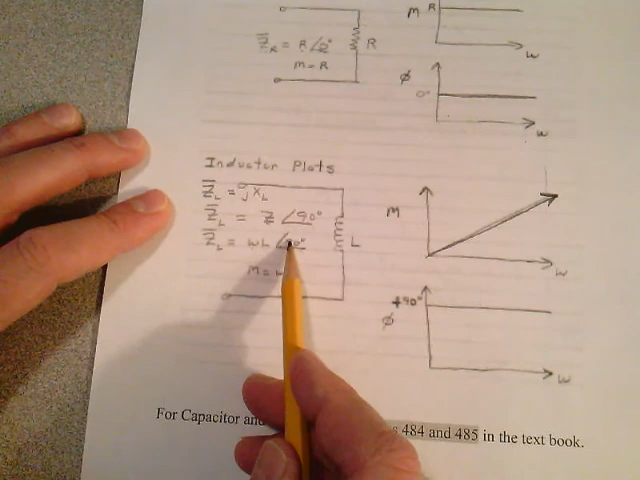 M R
Z̅R = R ∠0° R
M = R
ω
ϕ
0°
ω
Inductor Plots
Z̅L = jXL
Z̅L = Z ∠90°
M
Z̅L = ωL ∠90° L
M =
ω
+90°
ϕ
ω
For Capacitor and 484 and 485 in the text book.